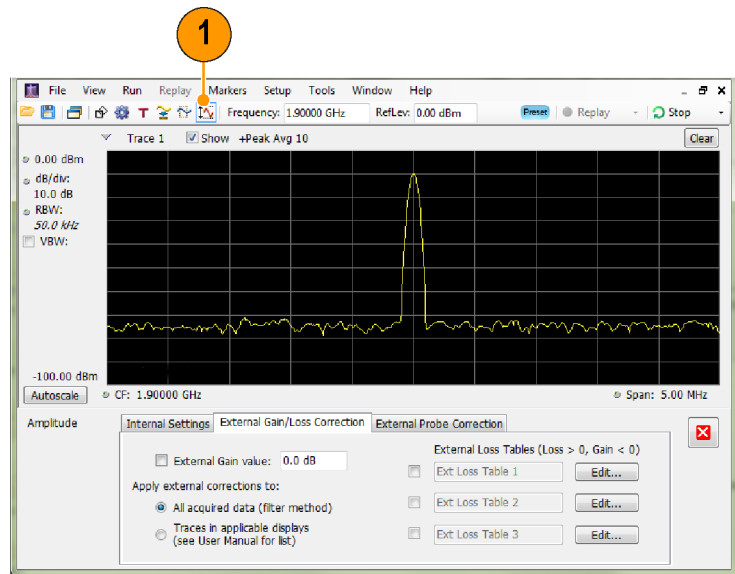 1
File View Run Replay Markers Setup Tools Window Help
T Frequency: 1.90000 GHz RefLev: 0.00 dBm Preset Replay Stop
Trace 1 Show +Peak Avg 10 Clear
0.00 dBm
dB/div:
10.0 dB
RBW:
50.0 kHz
VBW:
-100.00 dBm
Autoscale CF: 1.90000 GHz Span: 5.00 MHz
Amplitude Internal Settings External Gain/Loss Correction External Probe Correction
External Loss Tables (Loss > 0, Gain < 0)
External Gain value: 0.0 dB Ext Loss Table 1 Edit...
Apply external corrections to:
All acquired data (filter method) Ext Loss Table 2 Edit...
Traces in applicable displays
(see User Manual for list) Ext Loss Table 3 Edit...